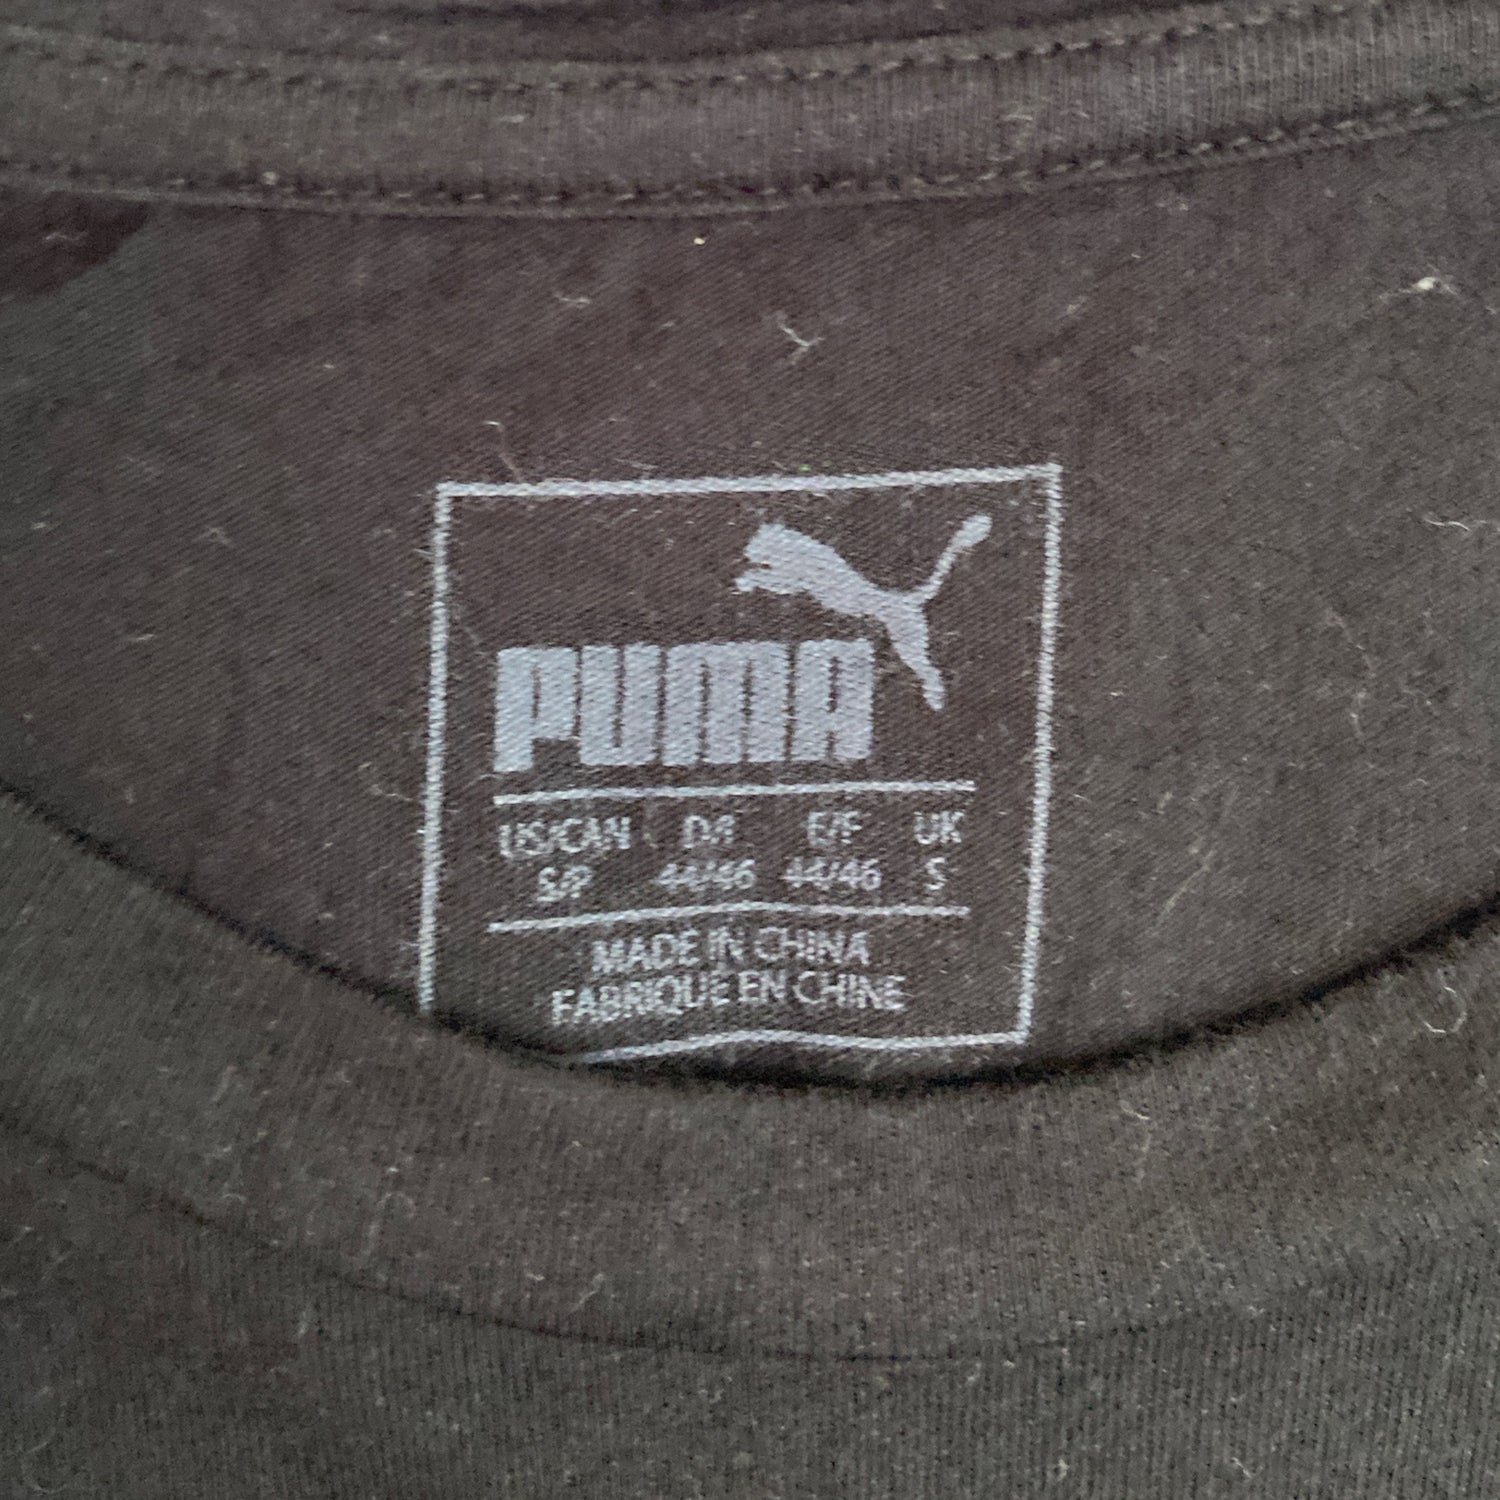 PUMA
US/CAN D/I E/F UK
S/P 44/46 44/46 S
MADE IN CHINA
FABRIQUE EN CHINE